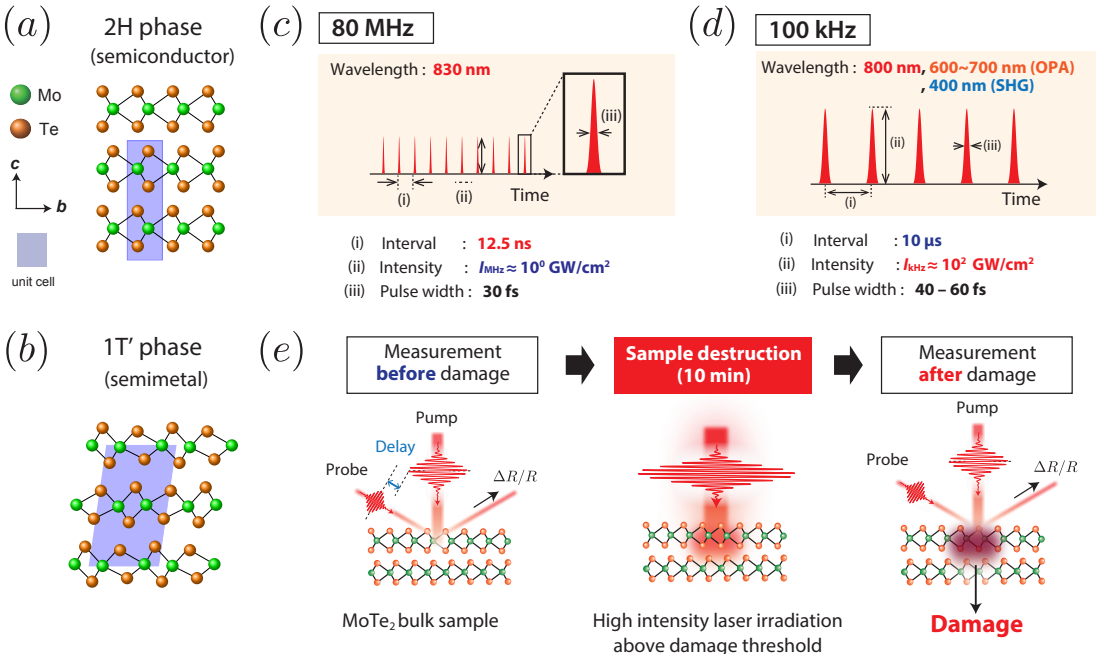 (a)
2H phase
(semiconductor)
Mo
Te
c
b
unit cell
(b)
1T′ phase
(semimetal)
(c)
80 MHz
Wavelength : 830 nm
(iii)
(i)
(ii)
Time
(i) Interval : 12.5 ns
(ii) Intensity : I_MHz ≈ 10⁰ GW/cm²
(iii) Pulse width : 30 fs
(d)
100 kHz
Wavelength : 800 nm, 600~700 nm (OPA)
, 400 nm (SHG)
(ii)
(iii)
(i)
Time
(i) Interval : 10 µs
(ii) Intensity : I_kHz ≈ 10² GW/cm²
(iii) Pulse width : 40 – 60 fs
(e)
Measurement
before damage
Pump
Delay
Probe
ΔR/R
MoTe₂ bulk sample
Sample destruction
(10 min)
High intensity laser irradiation
above damage threshold
Measurement
after damage
Pump
Probe
ΔR/R
Damage